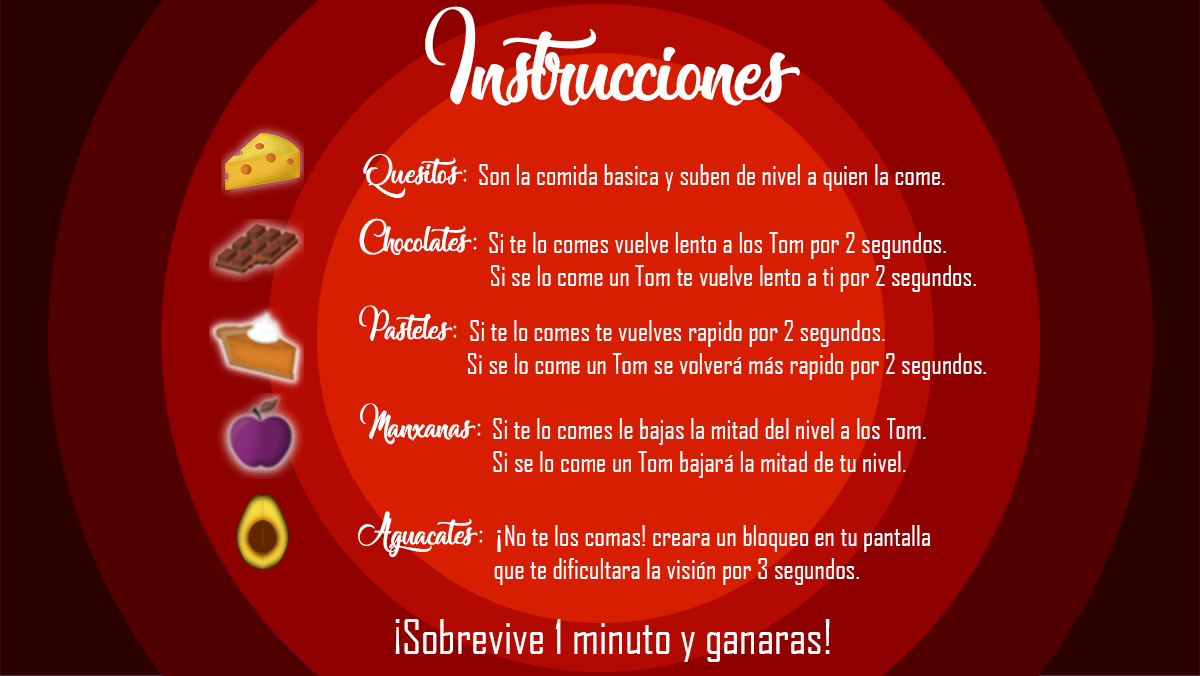 Instrucciones
Quesitos: Son la comida basica y suben de nivel a quien la come.
Chocolates: Si te lo comes vuelve lento a los Tom por 2 segundos.
Si se lo come un Tom te vuelve lento a ti por 2 segundos.
Pasteles: Si te lo comes te vuelves rapido por 2 segundos.
Si se lo come un Tom se volverá más rapido por 2 segundos.
Manxanas: Si te lo comes le bajas la mitad del nivel a los Tom.
Si se lo come un Tom bajará la mitad de tu nivel.
Aguacates: ¡No te los comas! creara un bloqueo en tu pantalla
que te dificultara la visión por 3 segundos.
¡Sobrevive 1 minuto y ganaras!